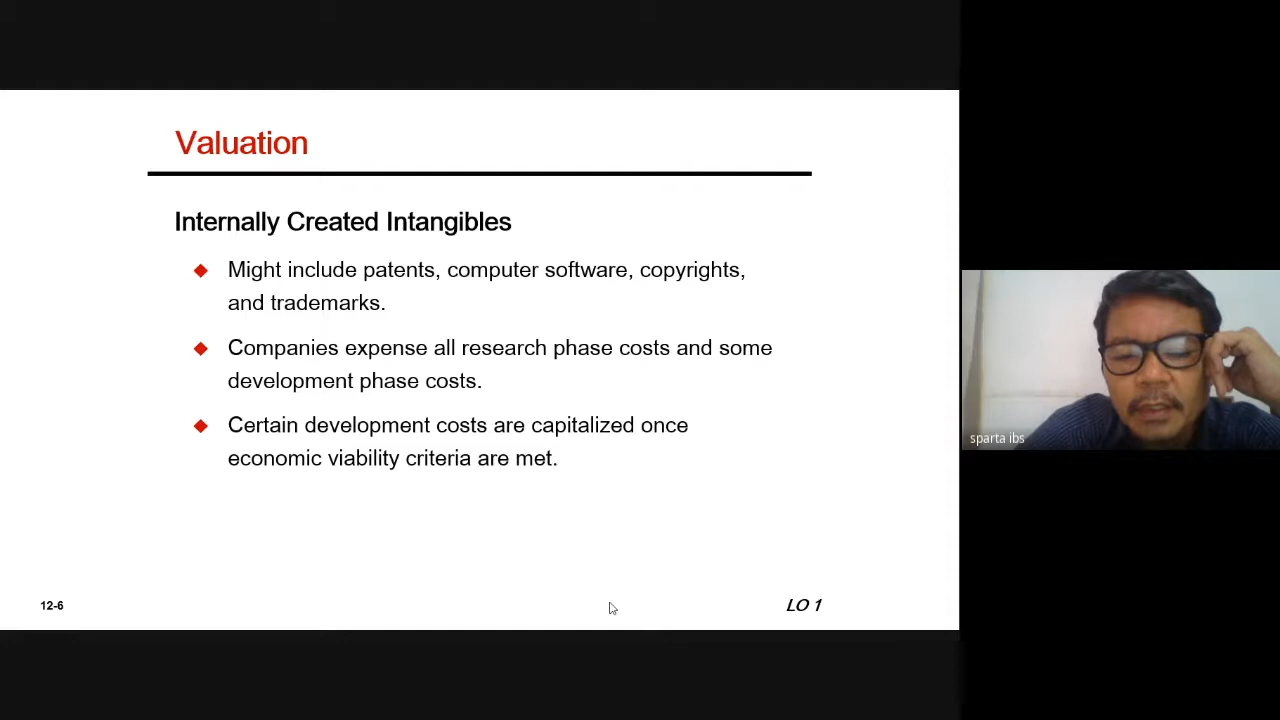 Valuation
Internally Created Intangibles
Might include patents, computer software, copyrights,
and trademarks.
Companies expense all research phase costs and some
development phase costs.
Certain development costs are capitalized once
economic viability criteria are met.
12-6
LO 1
sparta ibs